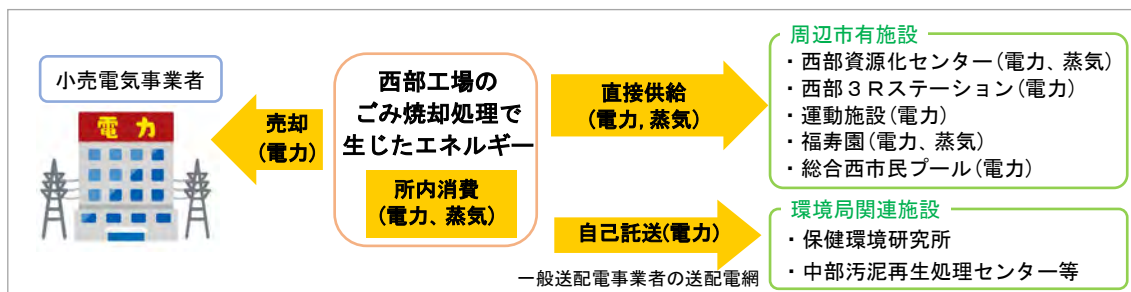 小売電気事業者
電力
売却
(電力)
西部工場の
ごみ焼却処理で
生じたエネルギー
所内消費
(電力、蒸気)
直接供給
(電力,蒸気)
自己託送(電力)
一般送配電事業者の送配電網
周辺市有施設
・西部資源化センター(電力、蒸気)
・西部3Rステーション(電力)
・運動施設(電力)
・福寿園(電力、蒸気)
・総合西市民プール(電力)
環境局関連施設
・保健環境研究所
・中部汚泥再生処理センター等